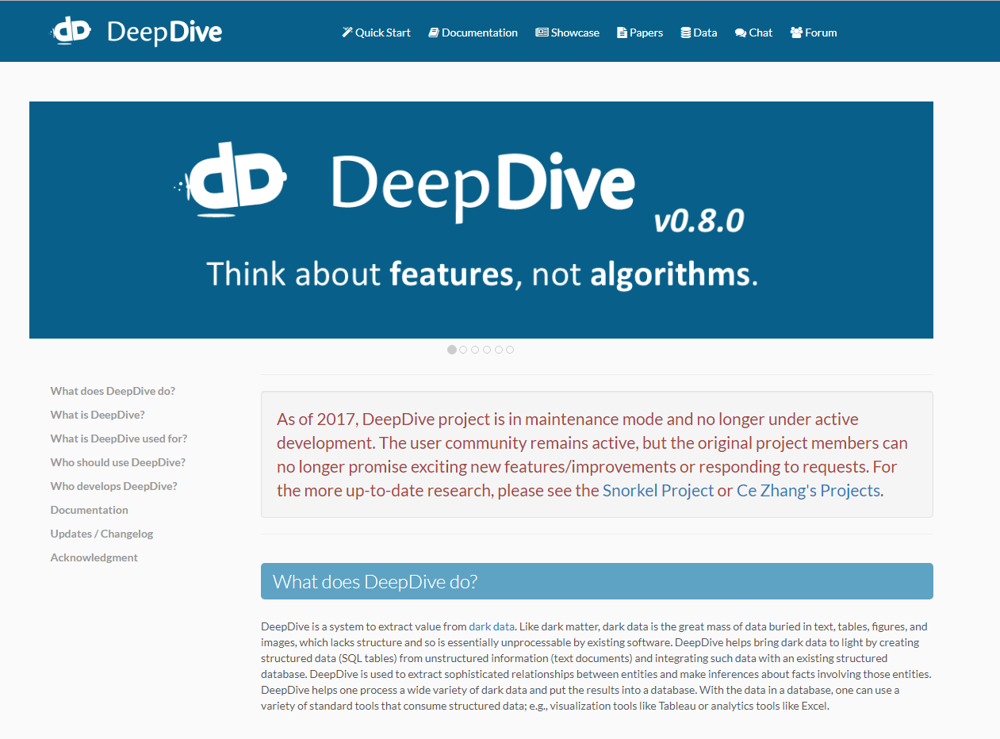 DeepDive
Quick Start Documentation Showcase Papers Data Chat Forum
DeepDive
v0.8.0
Think about features, not algorithms.
What does DeepDive do?
What is DeepDive?
What is DeepDive used for?
Who should use DeepDive?
Who develops DeepDive?
Documentation
Updates / Changelog
Acknowledgment
As of 2017, DeepDive project is in maintenance mode and no longer under active
development. The user community remains active, but the original project members can
no longer promise exciting new features/improvements or responding to requests. For
the more up-to-date research, please see the Snorkel Project or Ce Zhang's Projects.
What does DeepDive do?
DeepDive is a system to extract value from dark data. Like dark matter, dark data is the great mass of data buried in text, tables, figures, and
images, which lacks structure and so is essentially unprocessable by existing software. DeepDive helps bring dark data to light by creating
structured data (SQL tables) from unstructured information (text documents) and integrating such data with an existing structured
database. DeepDive is used to extract sophisticated relationships between entities and make inferences about facts involving those entities.
DeepDive helps one process a wide variety of dark data and put the results into a database. With the data in a database, one can use a
variety of standard tools that consume structured data; e.g., visualization tools like Tableau or analytics tools like Excel.